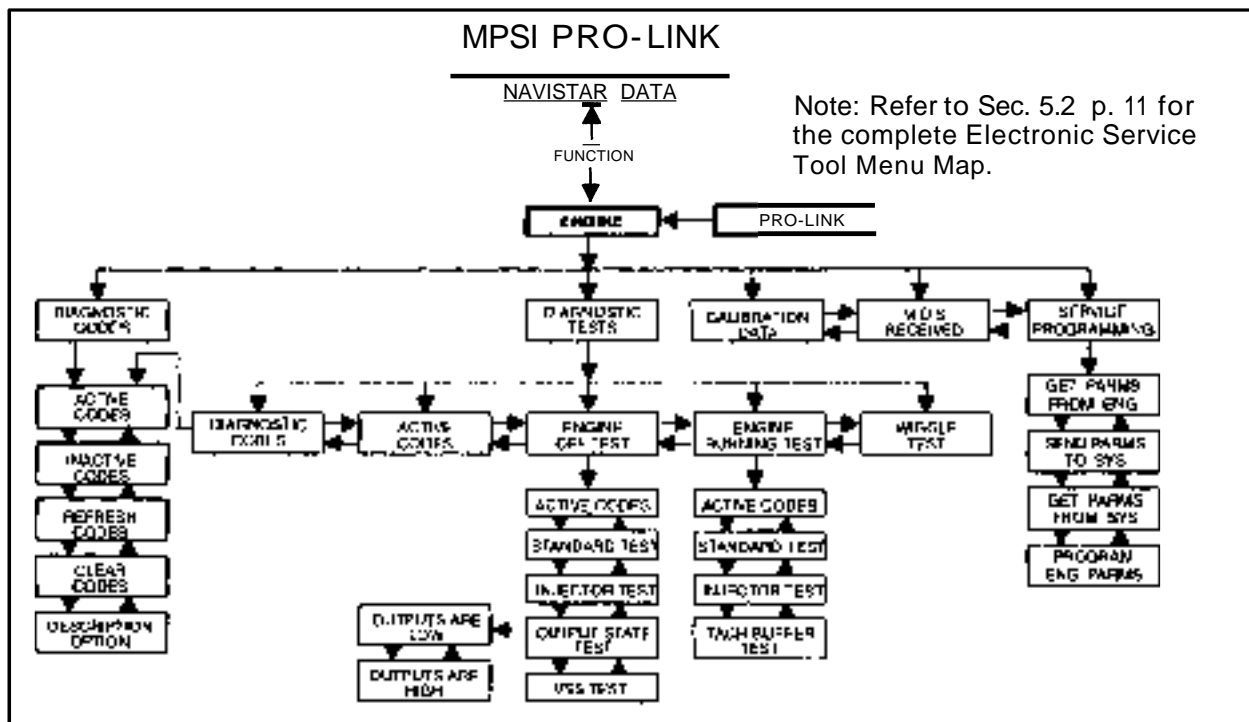 MPSI PRO-LINK
NAVISTAR DATA
Note: Refer to Sec. 5.2 p. 11 for
the complete Electronic Service
Tool Menu Map.
FUNCTION
ENGINE
PRO-LINK
DIAGNOSTIC
CODES
DIAGNOSTIC
TESTS
CALIBRATION
DATA
M.I.D.'S
RECEIVED
SERVICE
PROGRAMMING
ACTIVE
CODES
INACTIVE
CODES
REFRESH
CODES
CLEAR
CODES
DESCRIPTION
OPTION
DIAGNOSTIC
CODES
ACTIVE
CODES
ENGINE
OFF TEST
ENGINE
RUNNING TEST
WIGGLE
TEST
ACTIVE CODES
STANDARD TEST
INJECTOR TEST
OUTPUT STATE
TEST
VSS TEST
OUTPUTS ARE
LOW
OUTPUTS ARE
HIGH
ACTIVE CODES
STANDARD TEST
INJECTOR TEST
TACH BUFFER
TEST
GET PARMS
FROM ENG
SEND PARMS
TO SYS
GET PARMS
FROM SYS
PROGRAM
ENG PARMS